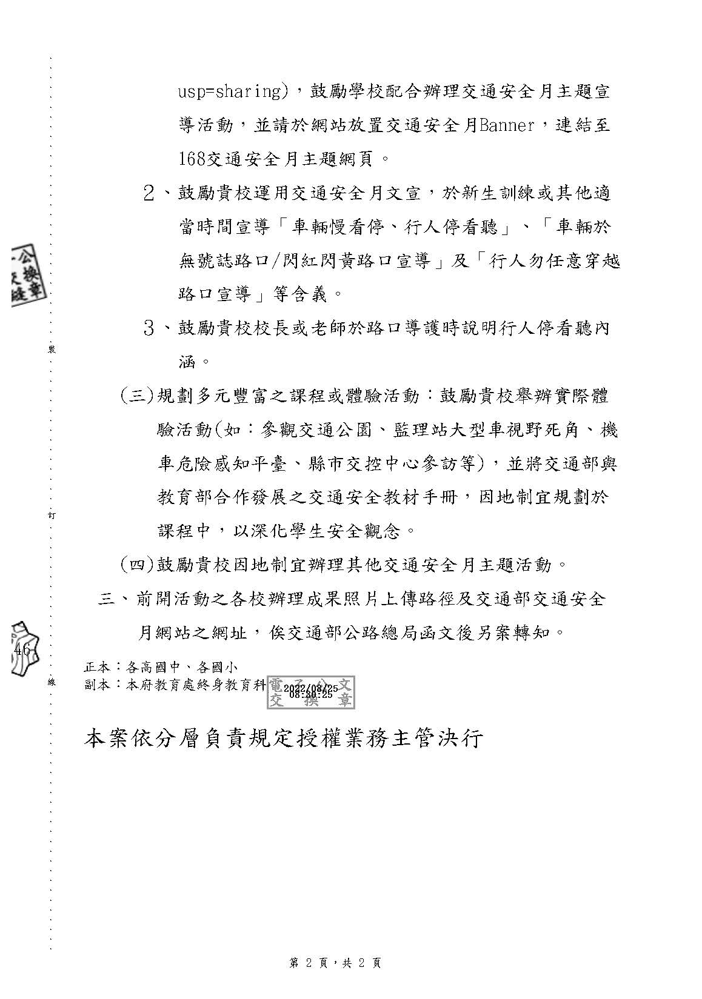 usp=sharing)，鼓勵學校配合辦理交通安全月主題宣
導活動，並請於網站放置交通安全月Banner，連結至
168交通安全月主題網頁。
２、鼓勵貴校運用交通安全月文宣，於新生訓練或其他適
當時間宣導「車輛慢看停、行人停看聽」、「車輛於
無號誌路口/閃紅閃黃路口宣導」及「行人勿任意穿越
路口宣導」等含義。
３、鼓勵貴校校長或老師於路口導護時說明行人停看聽內
涵。
(三)規劃多元豐富之課程或體驗活動：鼓勵貴校舉辦實際體
驗活動(如：參觀交通公園、監理站大型車視野死角、機
車危險感知平臺、縣市交控中心參訪等)，並將交通部與
教育部合作發展之交通安全教材手冊，因地制宜規劃於
課程中，以深化學生安全觀念。
(四)鼓勵貴校因地制宜辦理其他交通安全月主題活動。
三、前開活動之各校辦理成果照片上傳路徑及交通部交通安全
月網站之網址，俟交通部公路總局函文後另案轉知。
正本：各高國中、各國小
副本：本府教育處終身教育科
電子公文
2022/08/25
08:30:25
交換章
本案依分層負責規定授權業務主管決行
公
換
縫章
裝
訂
46
線
第 2 頁，共 2 頁